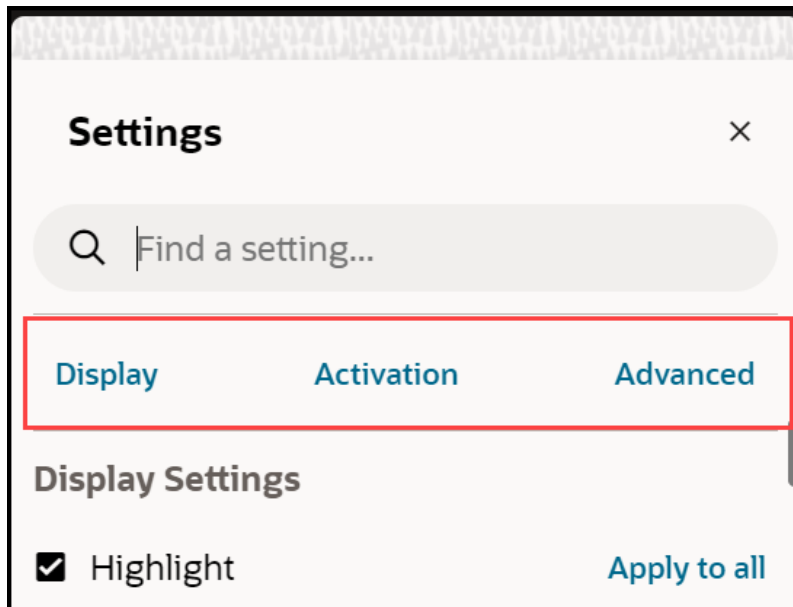 Settings
Find a setting...
Display Activation Advanced
Display Settings
Highlight Apply to all